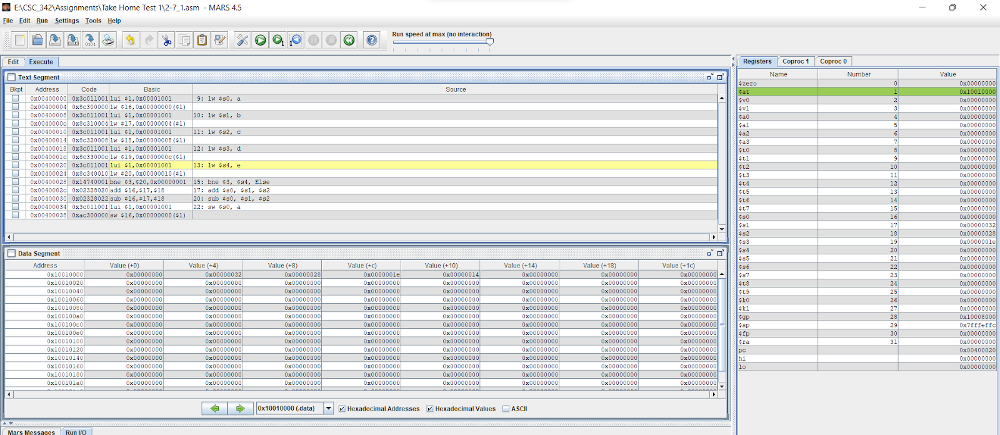 E:\CSC_342\Assignments\Take Home Test 1\2-7_1.asm - MARS 4.5
File Edit Run Settings Tools Help
Run speed at max (no interaction)
Edit Execute
Text Segment
Bkpt Address Code Basic Source
0x00400000 0x3c011001 lui $1,0x00001001 9: lw $s0, a
0x00400004 0x8c300000 lw $16,0x00000000($1)
0x00400008 0x3c011001 lui $1,0x00001001 10: lw $s1, b
0x0040000c 0x8c310004 lw $17,0x00000004($1)
0x00400010 0x3c011001 lui $1,0x00001001 11: lw $s2, c
0x00400014 0x8c320008 lw $18,0x00000008($1)
0x00400018 0x3c011001 lui $1,0x00001001 12: lw $s3, d
0x0040001c 0x8c33000c lw $19,0x0000000c($1)
0x00400020 0x3c011001 lui $1,0x00001001 13: lw $s4, e
0x00400024 0x8c340010 lw $20,0x00000010($1)
0x00400028 0x14740001 bne $3,$20,0x00000001 15: bne $3, $s4, Else
0x0040002c 0x02328020 add $16,$17,$18 17: add $s0, $s1, $s2
0x00400030 0x02328022 sub $16,$17,$18 20: sub $s0, $s1, $s2
0x00400034 0x3c011001 lui $1,0x00001001 22: sw $s0, a
0x00400038 0xac300000 sw $16,0x00000000($1)
Data Segment
Address Value (+0) Value (+4) Value (+8) Value (+c) Value (+10) Value (+14) Value (+18) Value (+1c)
0x10010000 0x00000000 0x00000032 0x00000028 0x0000001e 0x00000014 0x00000000 0x00000000 0x00000000
0x10010020 0x00000000 0x00000000 0x00000000 0x00000000 0x00000000 0x00000000 0x00000000 0x00000000
0x10010040 0x00000000 0x00000000 0x00000000 0x00000000 0x00000000 0x00000000 0x00000000 0x00000000
0x10010060 0x00000000 0x00000000 0x00000000 0x00000000 0x00000000 0x00000000 0x00000000 0x00000000
0x10010080 0x00000000 0x00000000 0x00000000 0x00000000 0x00000000 0x00000000 0x00000000 0x00000000
0x100100a0 0x00000000 0x00000000 0x00000000 0x00000000 0x00000000 0x00000000 0x00000000 0x00000000
0x100100c0 0x00000000 0x00000000 0x00000000 0x00000000 0x00000000 0x00000000 0x00000000 0x00000000
0x100100e0 0x00000000 0x00000000 0x00000000 0x00000000 0x00000000 0x00000000 0x00000000 0x00000000
0x10010100 0x00000000 0x00000000 0x00000000 0x00000000 0x00000000 0x00000000 0x00000000 0x00000000
0x10010120 0x00000000 0x00000000 0x00000000 0x00000000 0x00000000 0x00000000 0x00000000 0x00000000
0x10010140 0x00000000 0x00000000 0x00000000 0x00000000 0x00000000 0x00000000 0x00000000 0x00000000
0x10010160 0x00000000 0x00000000 0x00000000 0x00000000 0x00000000 0x00000000 0x00000000 0x00000000
0x10010180 0x00000000 0x00000000 0x00000000 0x00000000 0x00000000 0x00000000 0x00000000 0x00000000
0x100101a0 0x00000000 0x00000000 0x00000000 0x00000000 0x00000000 0x00000000 0x00000000 0x00000000
0x10010000 (.data) Hexadecimal Addresses Hexadecimal Values ASCII
Mars Messages Run I/O
Registers Coproc 1 Coproc 0
Name Number Value
$zero 0 0x00000000
$at 1 0x10010000
$v0 2 0x00000000
$v1 3 0x00000000
$a0 4 0x00000000
$a1 5 0x00000000
$a2 6 0x00000000
$a3 7 0x00000000
$t0 8 0x00000000
$t1 9 0x00000000
$t2 10 0x00000000
$t3 11 0x00000000
$t4 12 0x00000000
$t5 13 0x00000000
$t6 14 0x00000000
$t7 15 0x00000000
$s0 16 0x00000000
$s1 17 0x00000032
$s2 18 0x00000028
$s3 19 0x0000001e
$s4 20 0x00000000
$s5 21 0x00000000
$s6 22 0x00000000
$s7 23 0x00000000
$t8 24 0x00000000
$t9 25 0x00000000
$k0 26 0x00000000
$k1 27 0x00000000
$gp 28 0x10008000
$sp 29 0x7fffeffc
$fp 30 0x00000000
$ra 31 0x00000000
pc 0x00400020
hi 0x00000000
lo 0x00000000